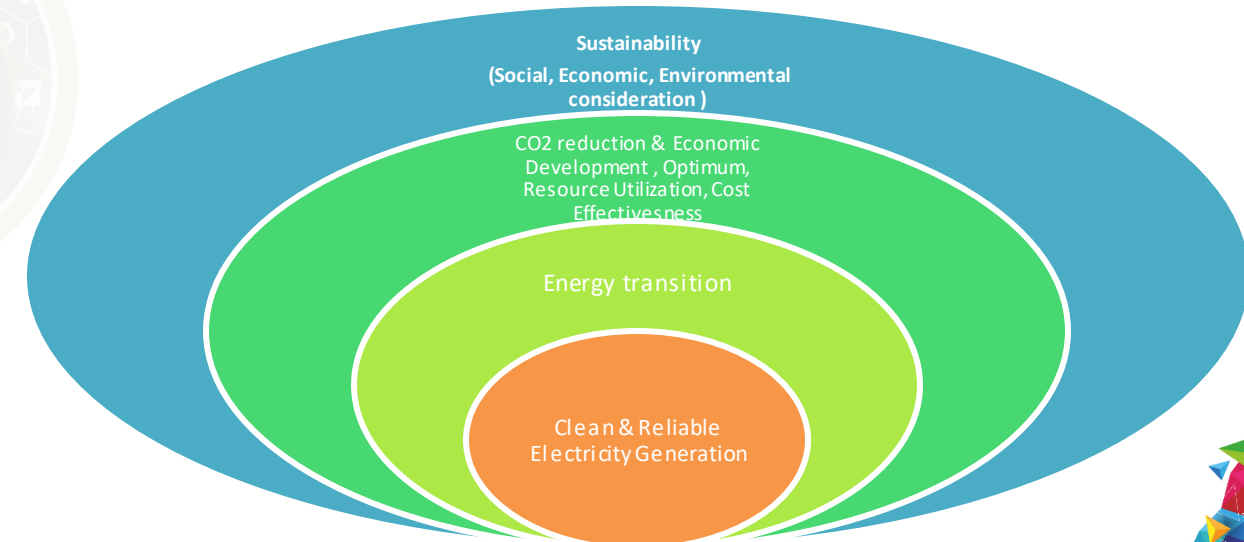 Sustainability
(Social, Economic, Environmental
consideration )
CO2 reduction & Economic
Development , Optimum,
Resource Utilization, Cost
Effectivesness
Energy transition
Clean & Reliable
Electricity Generation